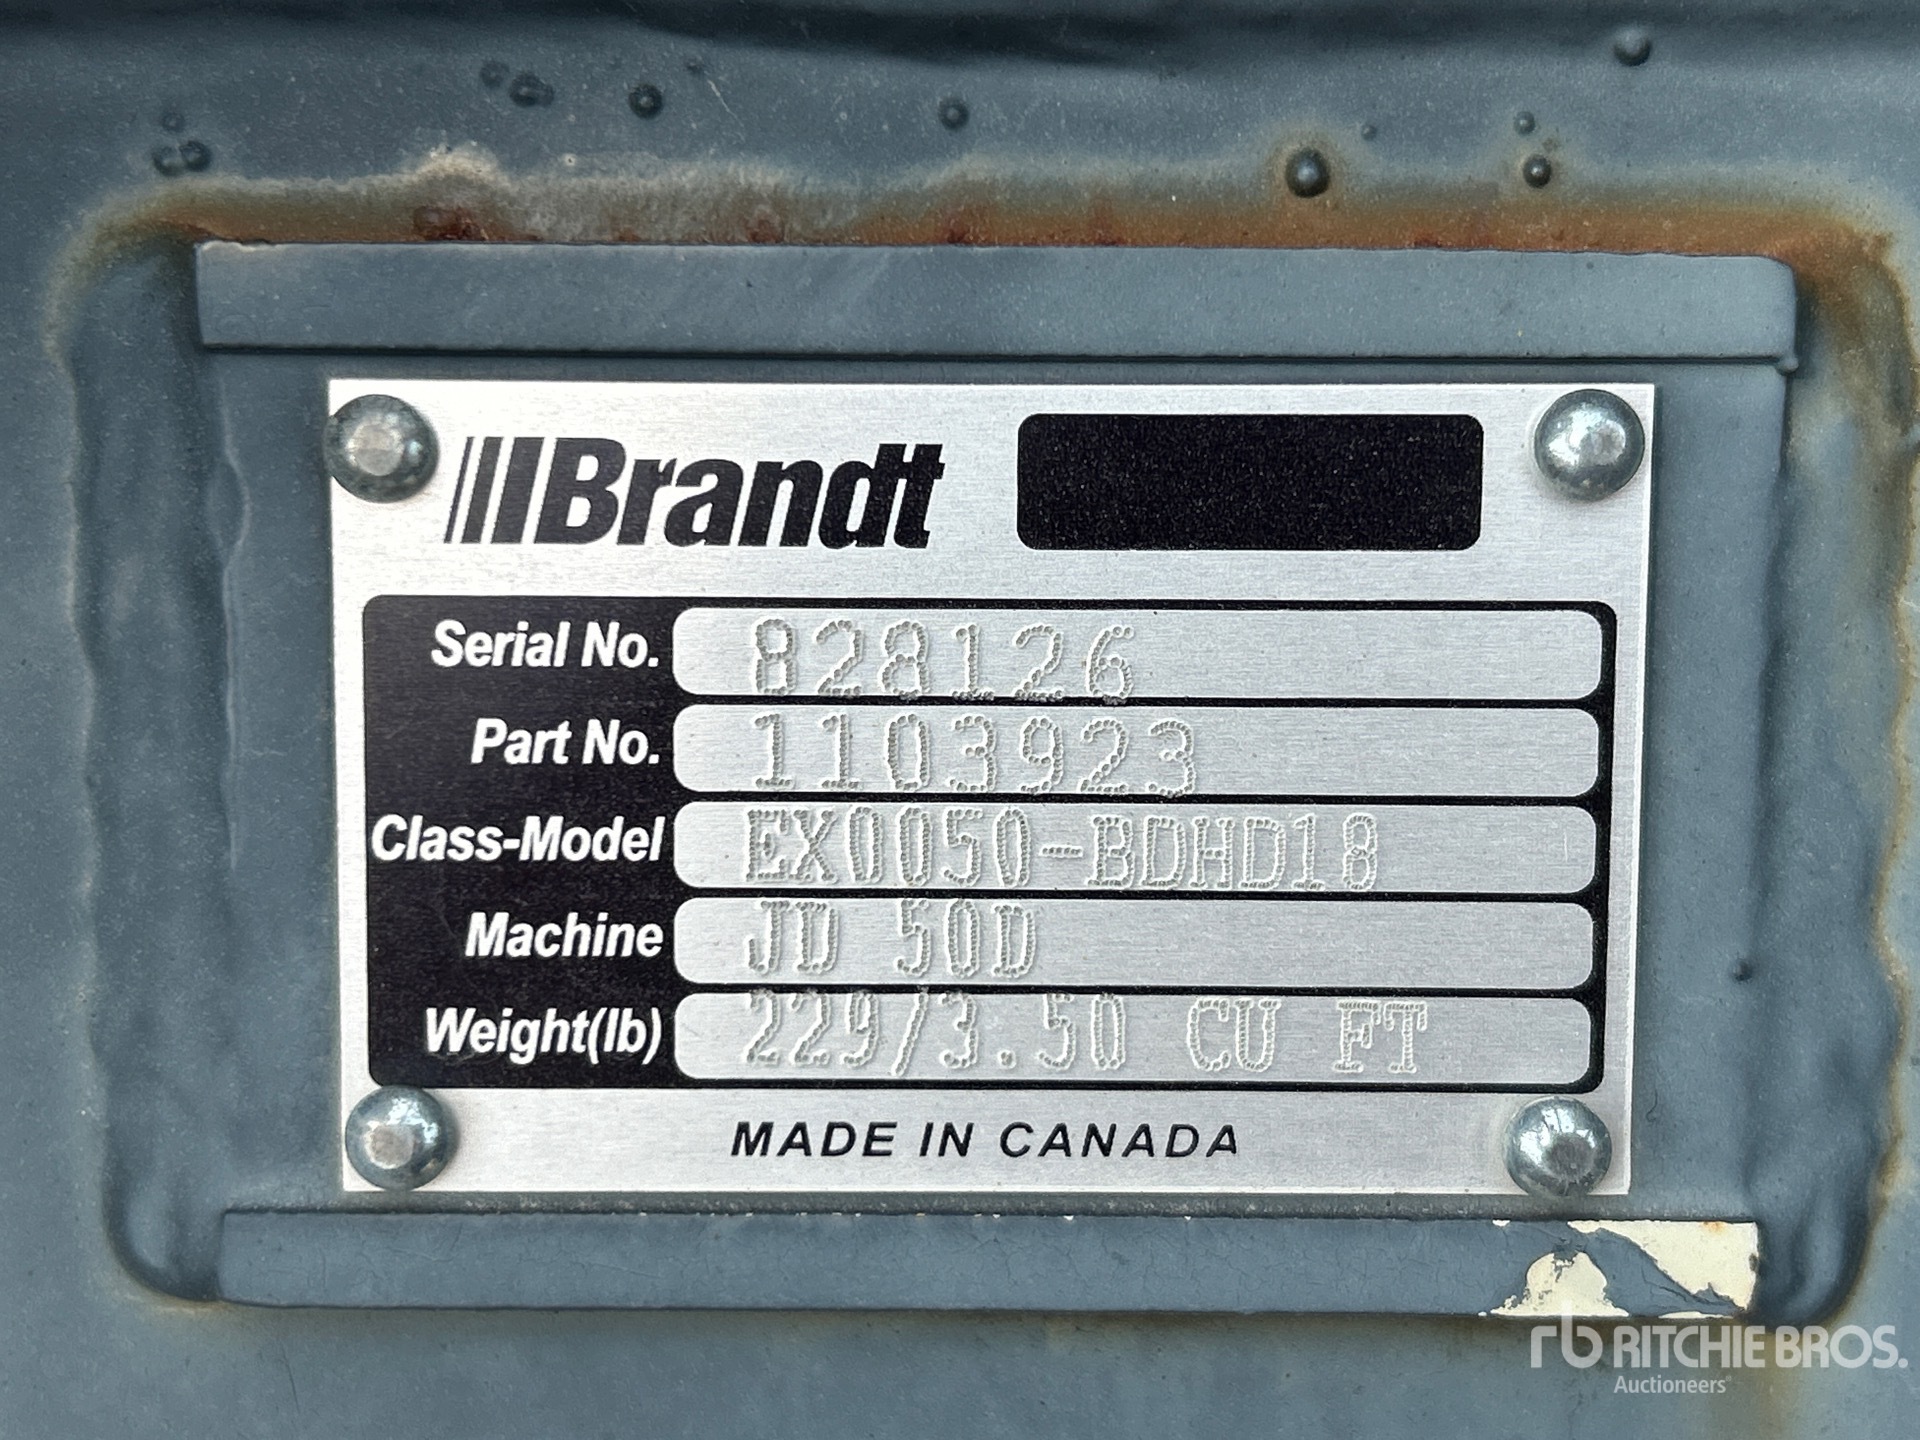 Brandt
Serial No. 828126
Part No. 1103923
Class-Model EX0050-BDHD18
Machine JD 50D
Weight(lb) 229/3.50 CU FT
MADE IN CANADA
rb RITCHIE BROS.
Auctioneers